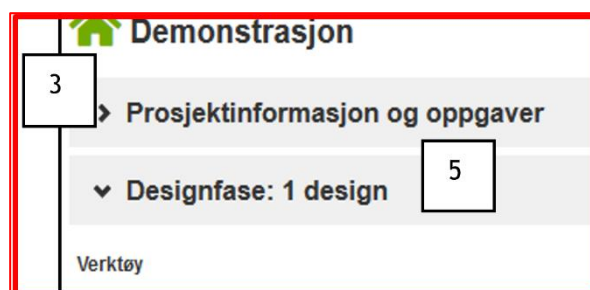 Demonstrasjon
3
Prosjektinformasjon og oppgaver
5
Designfase: 1 design
Verktøy